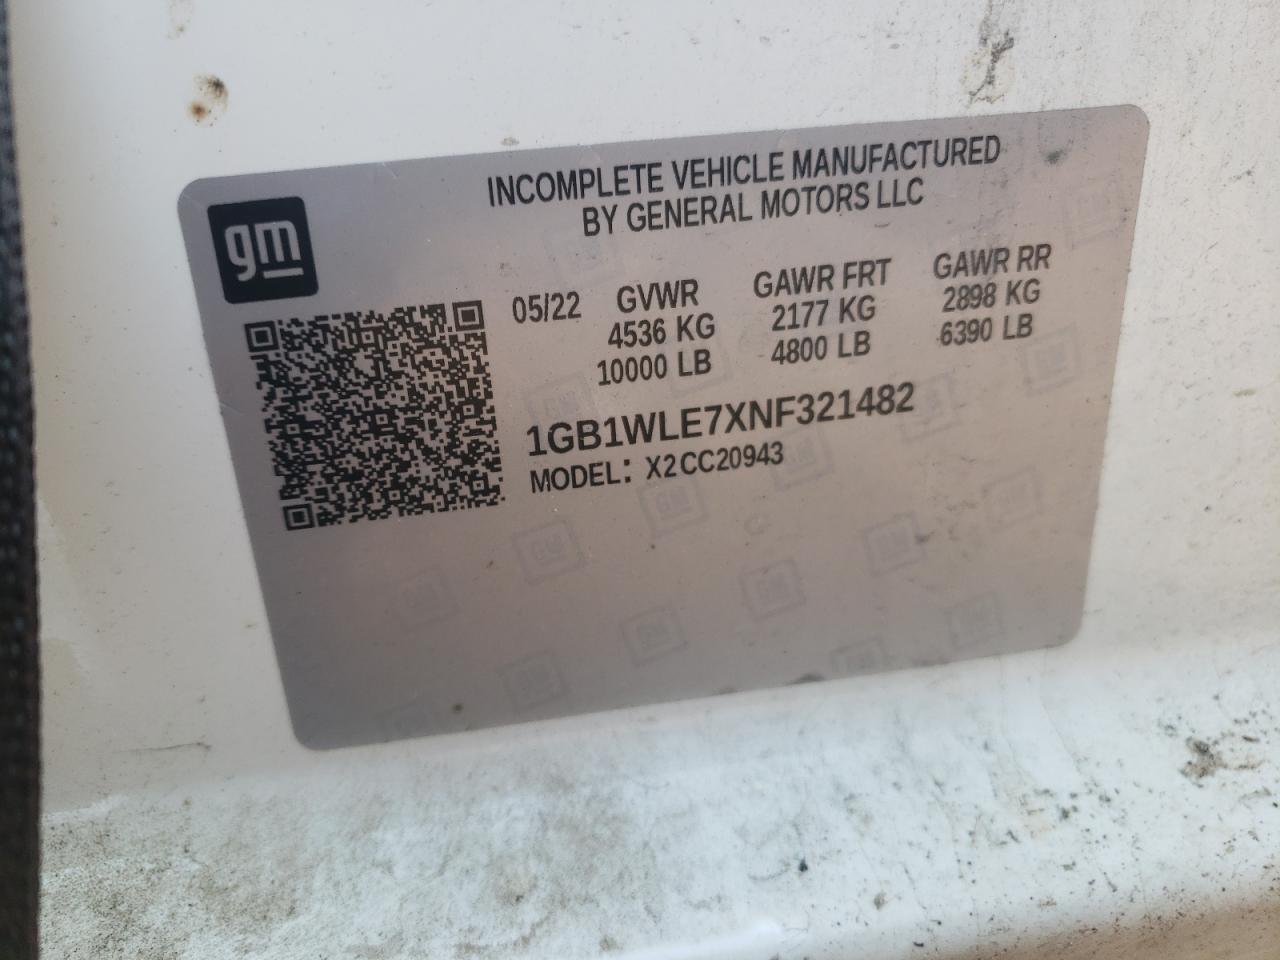 gm
INCOMPLETE VEHICLE MANUFACTURED
BY GENERAL MOTORS LLC
05/22 GVWR GAWR FRT GAWR RR
4536 KG 2177 KG 2898 KG
10000 LB 4800 LB 6390 LB
1GB1WLE7XNF321482
MODEL: X2CC20943